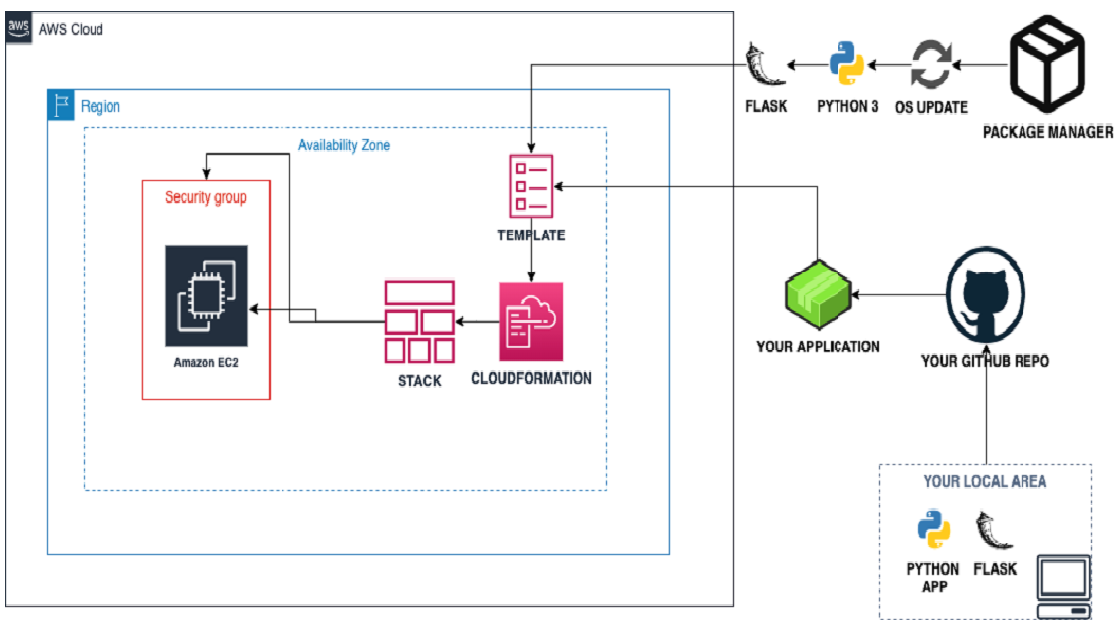 aws
AWS Cloud
Region
Availability Zone
Security group
Amazon EC2
STACK
CLOUDFORMATION
TEMPLATE
FLASK
PYTHON 3
OS UPDATE
PACKAGE MANAGER
YOUR APPLICATION
YOUR GITHUB REPO
YOUR LOCAL AREA
PYTHON
APP
FLASK